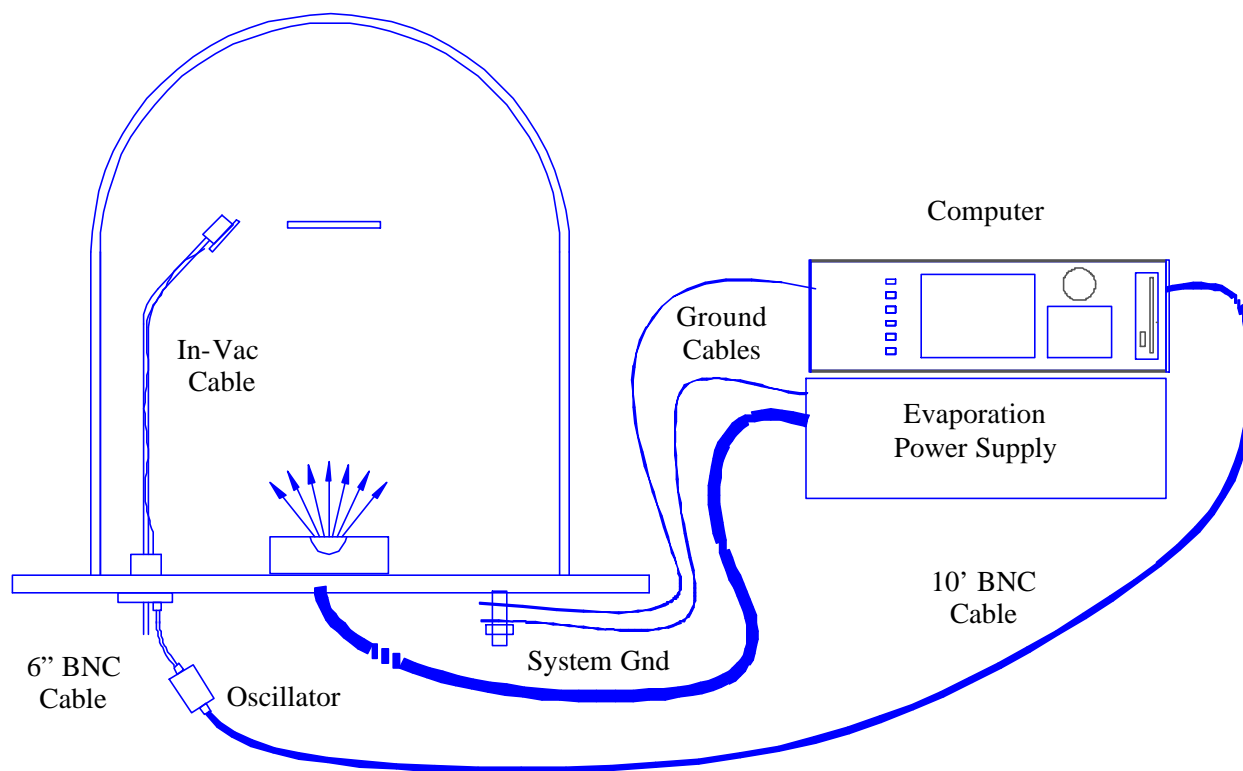 Computer
In-Vac
Cable
Ground
Cables
Evaporation
Power Supply
10’ BNC
Cable
System Gnd
6” BNC
Cable
Oscillator